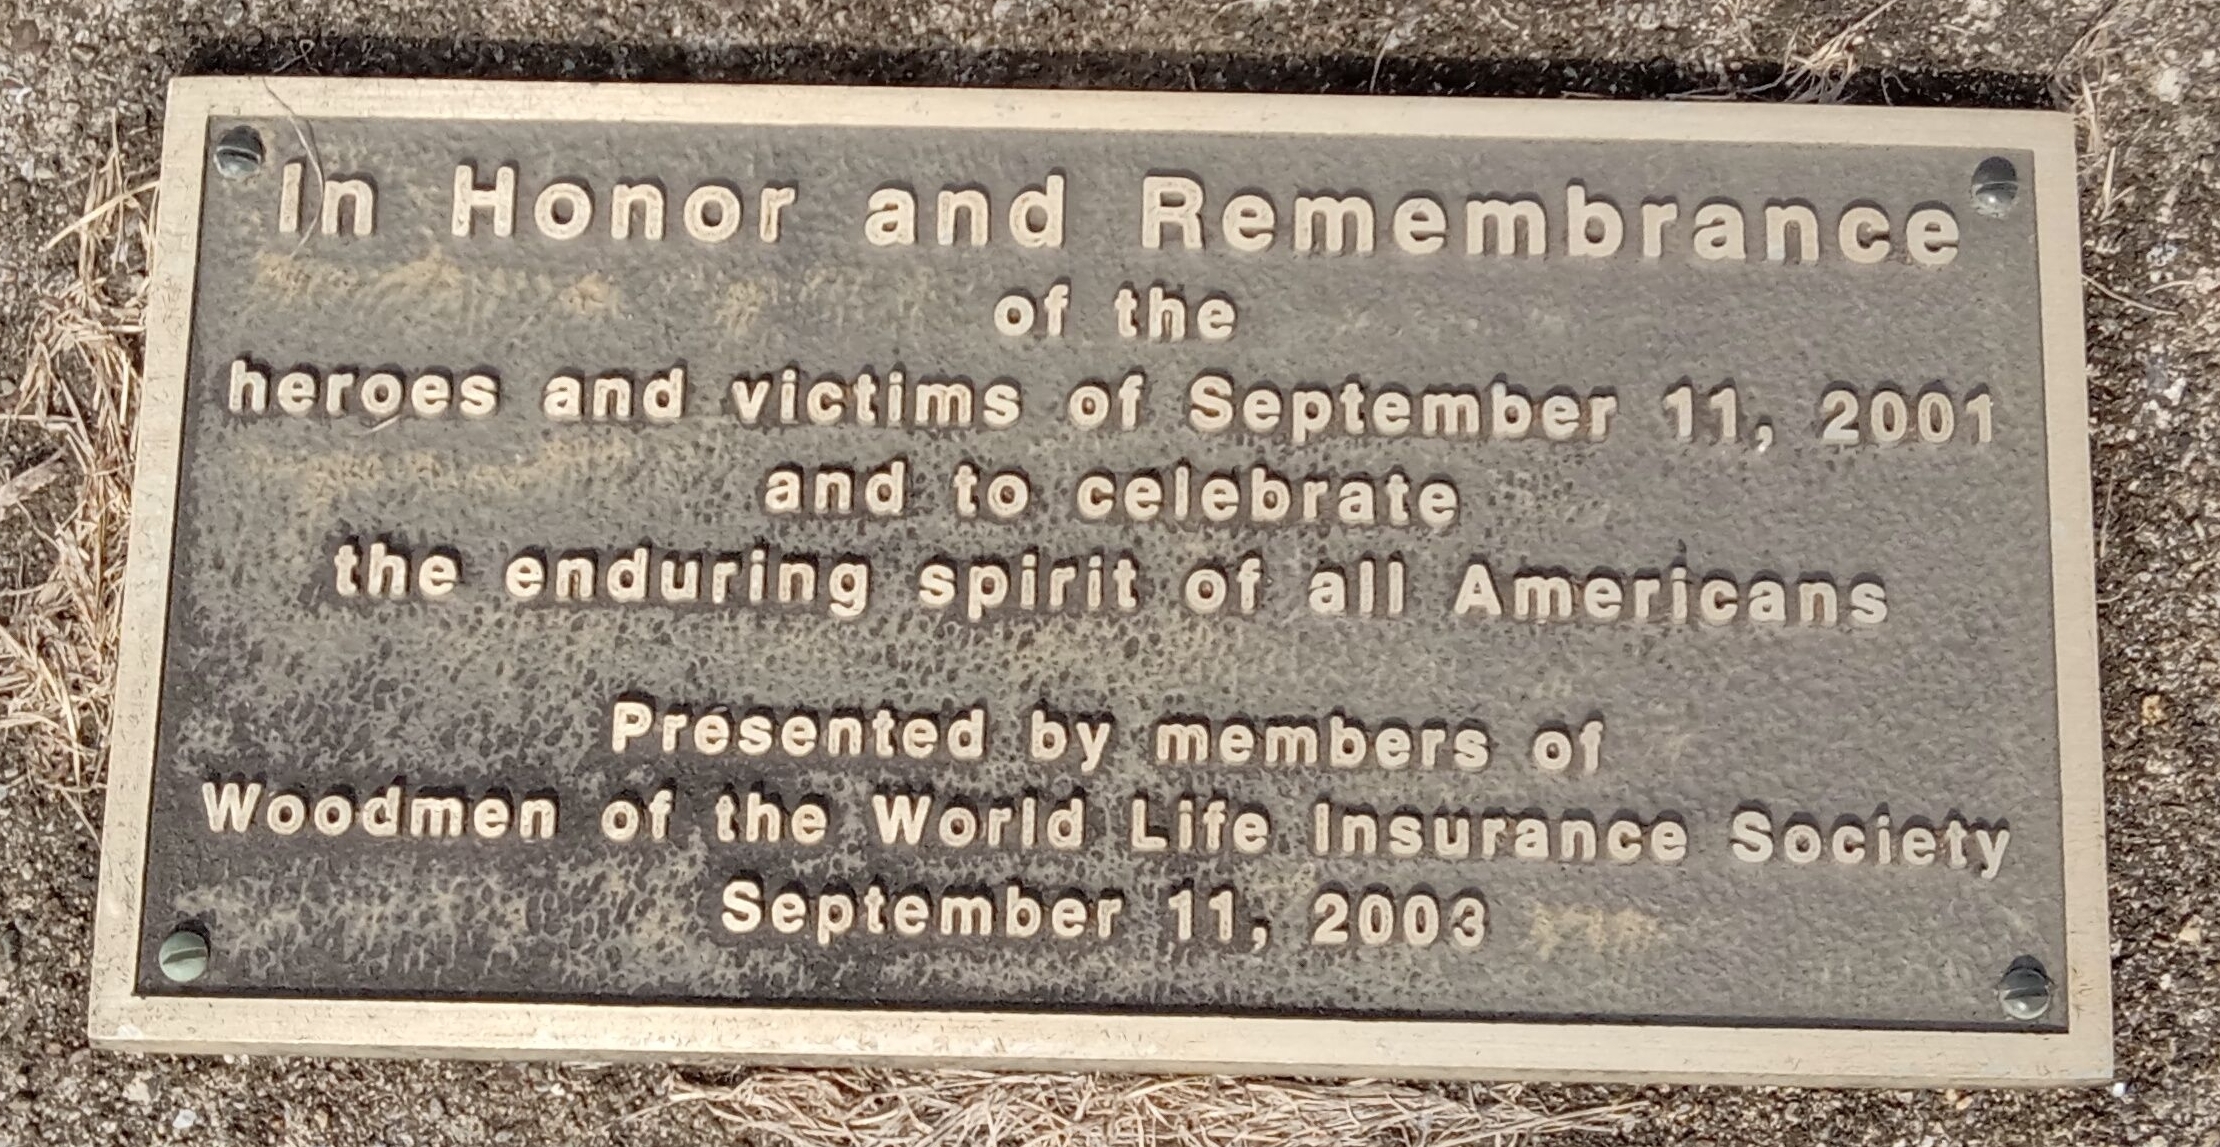 In Honor and Remembrance
of the
heroes and victims of September 11, 2001
and to celebrate
the enduring spirit of all Americans
Presented by members of
Woodmen of the World Life Insurance Society
September 11, 2003